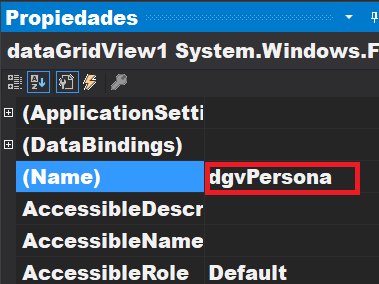 Propiedades
dataGridView1 System.Windows.F
(ApplicationSetti
(DataBindings)
(Name) dgvPersona
AccessibleDescr
AccessibleName
AccessibleRole Default